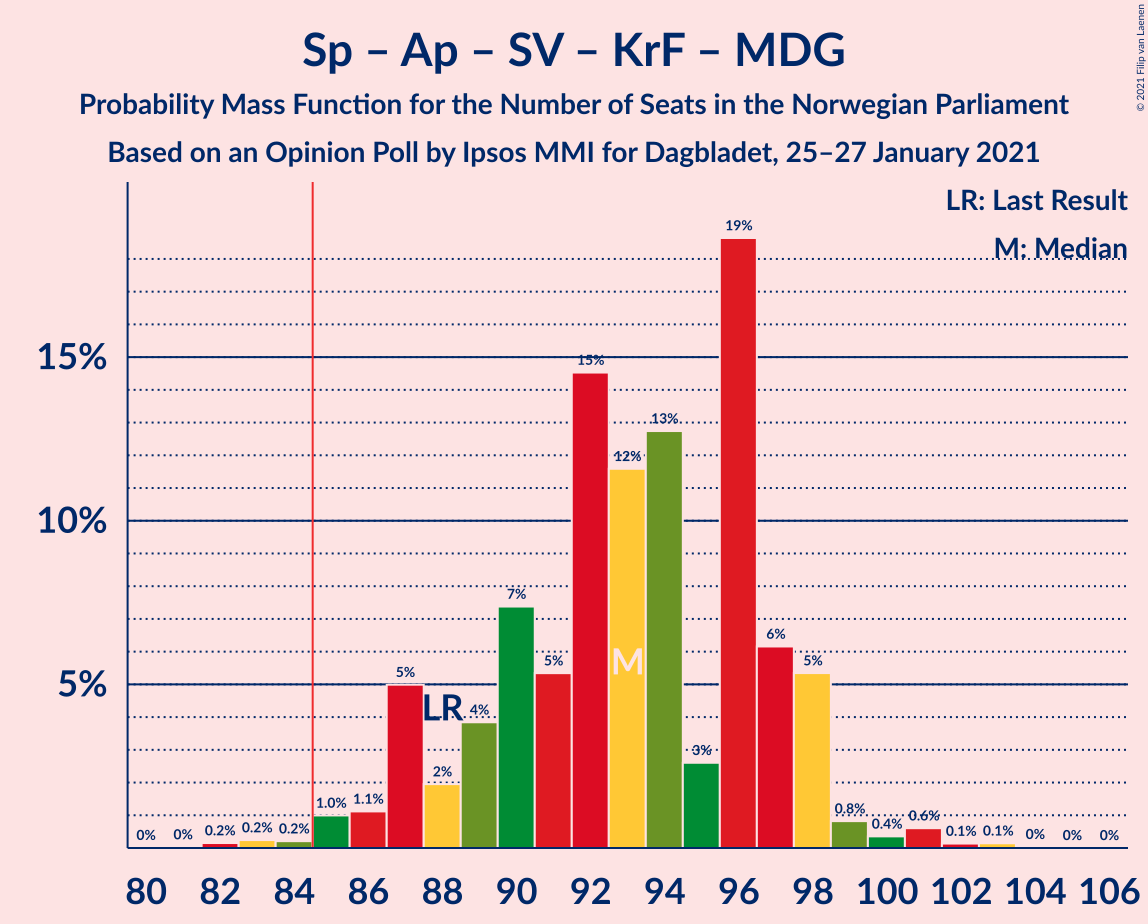 Sp – Ap – SV – KrF – MDG
Probability Mass Function for the Number of Seats in the Norwegian Parliament
Based on an Opinion Poll by Ipsos MMI for Dagbladet, 25–27 January 2021
© 2021 Filip van Laenen
LR: Last Result
M: Median
15%
10%
5%
0% 0% 0.2% 0.2% 0.2% 1.0% 1.1% 5% 2% 4% 7% 5% 15% 12% 13% 3% 19% 6% 5% 0.8% 0.4% 0.6% 0.1% 0.1% 0% 0% 0%
LR
M
80 82 84 86 88 90 92 94 96 98 100 102 104 106